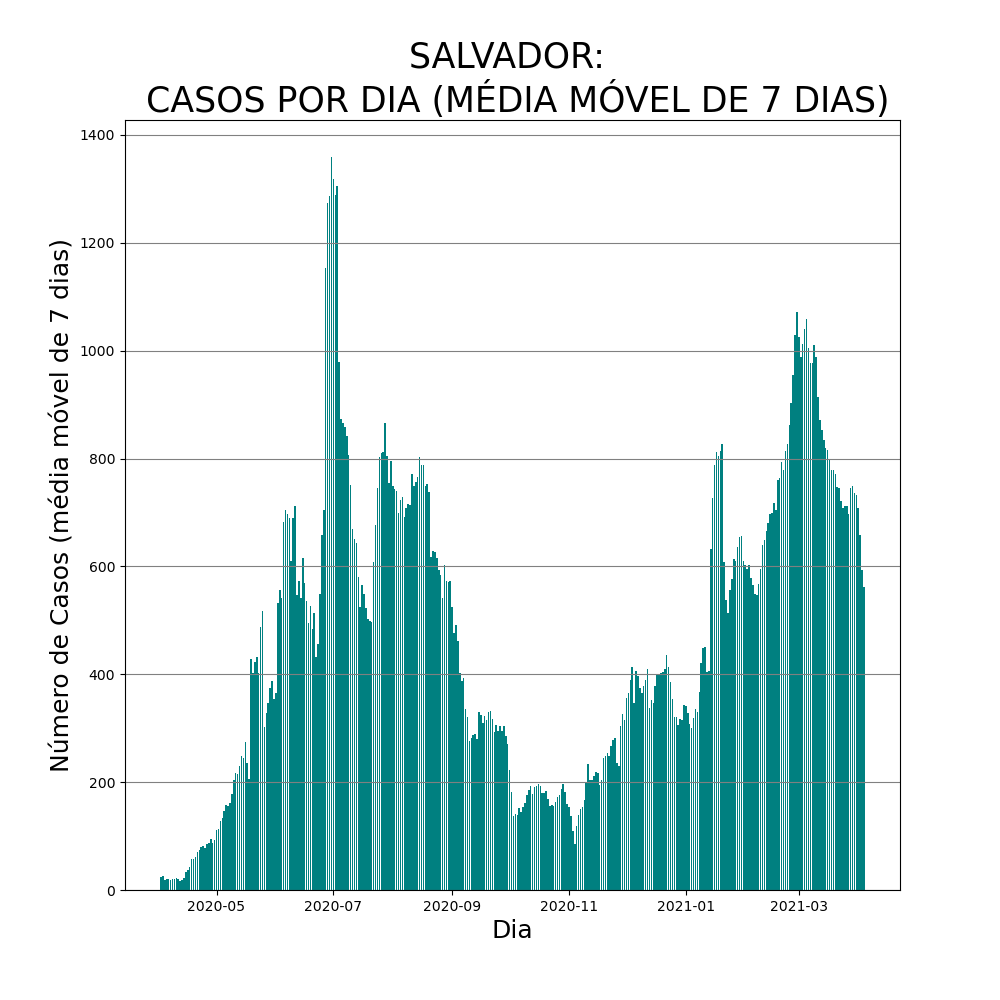 SALVADOR:
CASOS POR DIA (MÉDIA MÓVEL DE 7 DIAS)
Número de Casos (média móvel de 7 dias)
1400
1200
1000
800
600
400
200
0
2020-05 2020-07 2020-09 2020-11 2021-01 2021-03
Dia